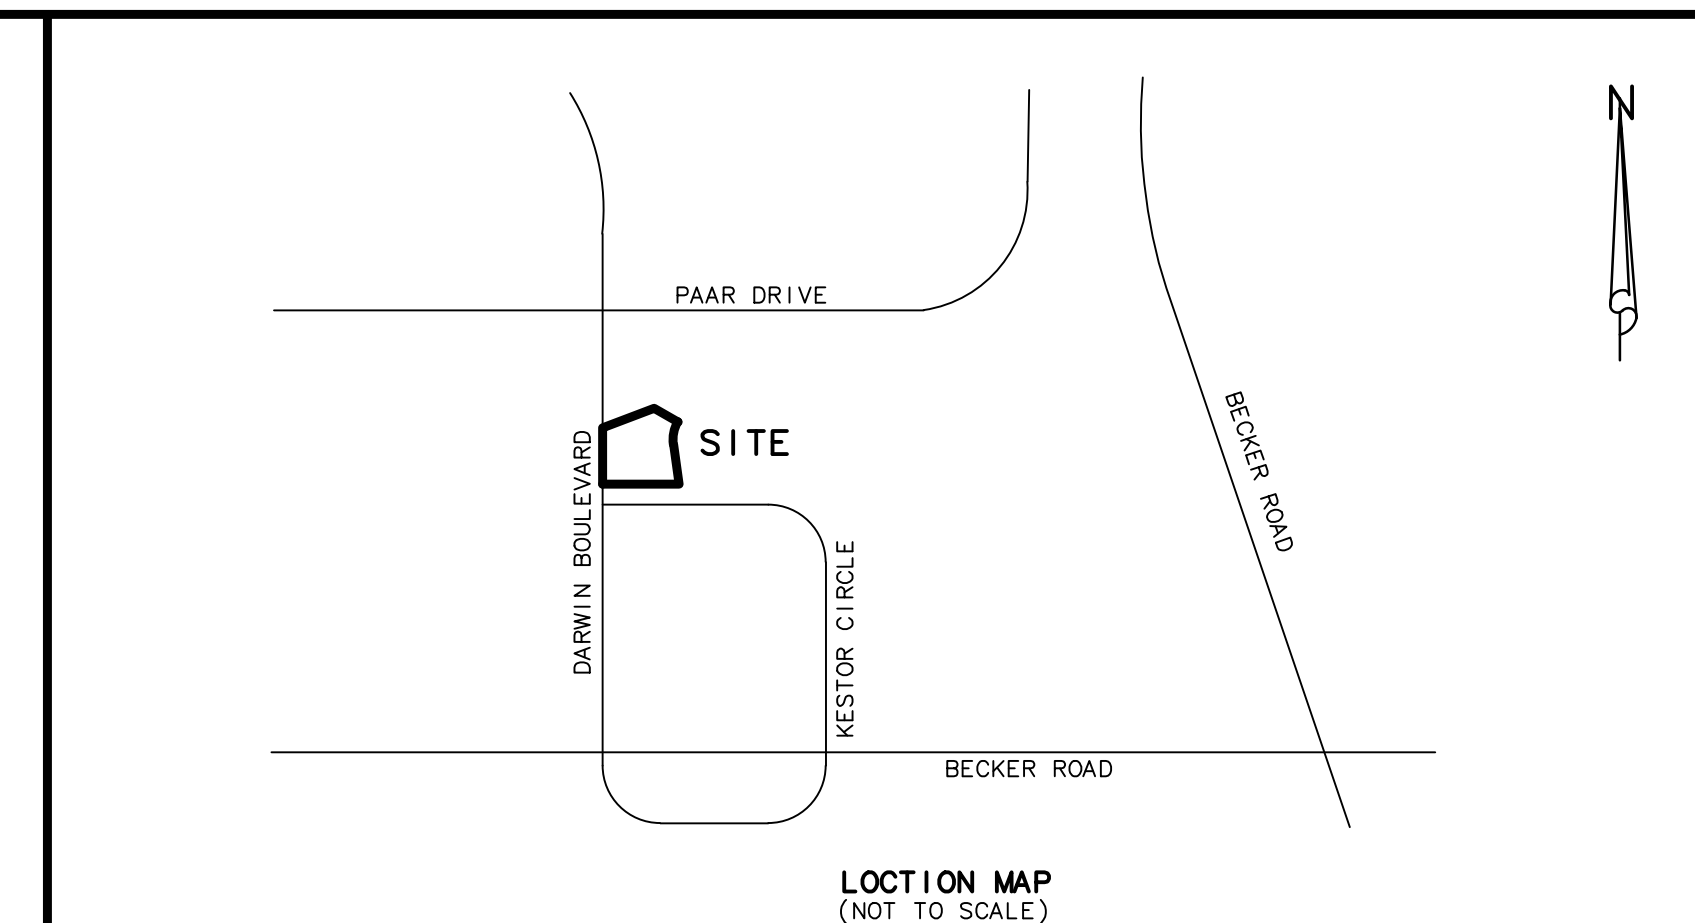 N
PAAR DRIVE
SITE
DARWIN BOULEVARD
BECKER ROAD
KESTOR CIRCLE
BECKER ROAD
LOCTION MAP
(NOT TO SCALE)